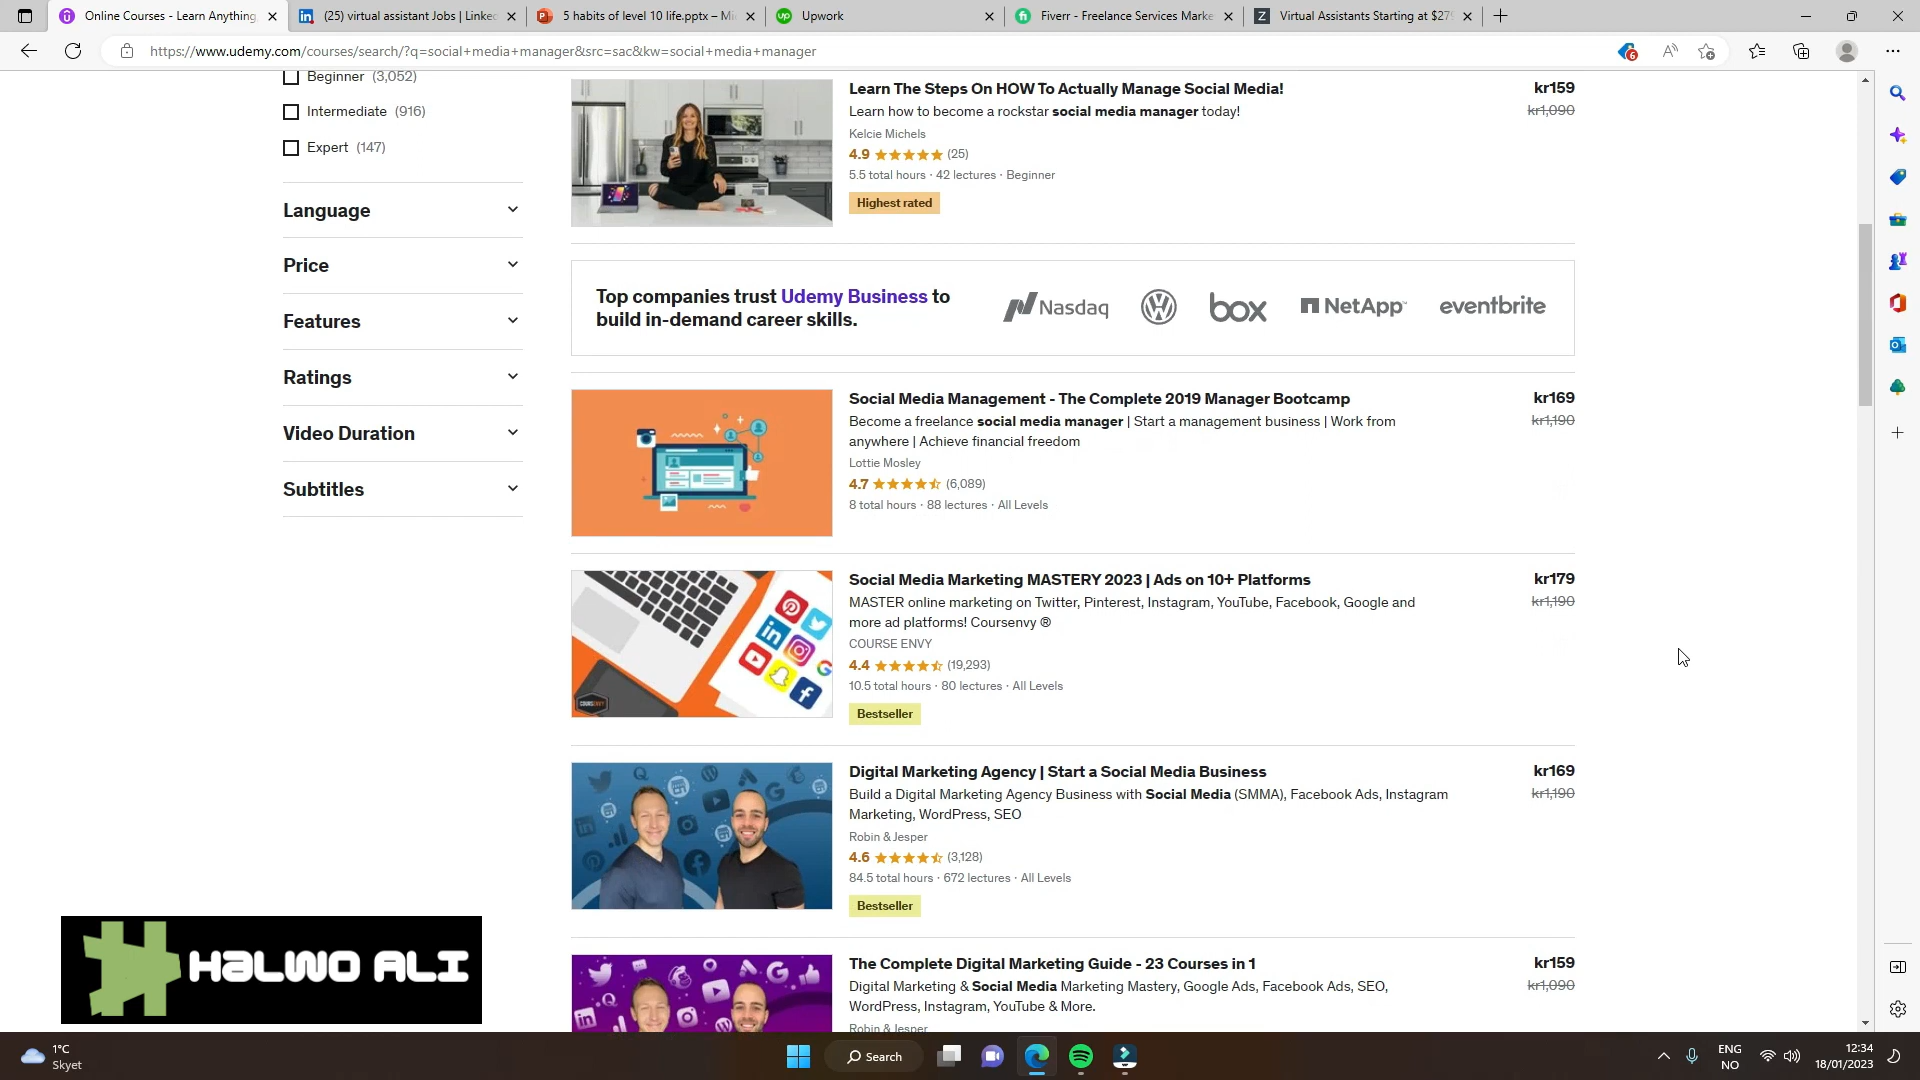 Online Courses - Learn Anything,
(25) virtual assistant Jobs | Linke
5 habits of level 10 life.pptx – Mi
Upwork
Fiverr - Freelance Services Marke
Virtual Assistants Starting at $27
https://www.udemy.com/courses/search/?q=social+media+manager&src=sac&kw=social+media+manager
Beginner (3,052)
Intermediate (916)
Expert (147)
Language
Price
Features
Ratings
Video Duration
Subtitles
Learn The Steps On HOW To Actually Manage Social Media!
kr159
Learn how to become a rockstar social media manager today!
kr1,090
Kelcie Michels
4.9 (25)
5.5 total hours · 42 lectures · Beginner
Highest rated
Top companies trust Udemy Business to
build in-demand career skills.
Nasdaq
box
NetApp
eventbrite
Social Media Management - The Complete 2019 Manager Bootcamp
kr169
Become a freelance social media manager | Start a management business | Work from
anywhere | Achieve financial freedom
kr1,190
Lottie Mosley
4.7 (6,089)
8 total hours · 88 lectures · All Levels
Social Media Marketing MASTERY 2023 | Ads on 10+ Platforms
kr179
MASTER online marketing on Twitter, Pinterest, Instagram, YouTube, Facebook, Google and
more ad platforms! Coursenvy ®
kr1,190
COURSE ENVY
4.4 (19,293)
10.5 total hours · 80 lectures · All Levels
Bestseller
Digital Marketing Agency | Start a Social Media Business
kr169
Build a Digital Marketing Agency Business with Social Media (SMMA), Facebook Ads, Instagram
Marketing, WordPress, SEO
kr1,190
Robin & Jesper
4.6 (3,128)
84.5 total hours · 672 lectures · All Levels
Bestseller
The Complete Digital Marketing Guide - 23 Courses in 1
kr159
Digital Marketing & Social Media Marketing Mastery, Google Ads, Facebook Ads, SEO,
WordPress, Instagram, YouTube & More.
kr1,090
Robin & Jesper
HALWO ALI
1°C
Skyet
Search
ENG
NO
12:34
18/01/2023